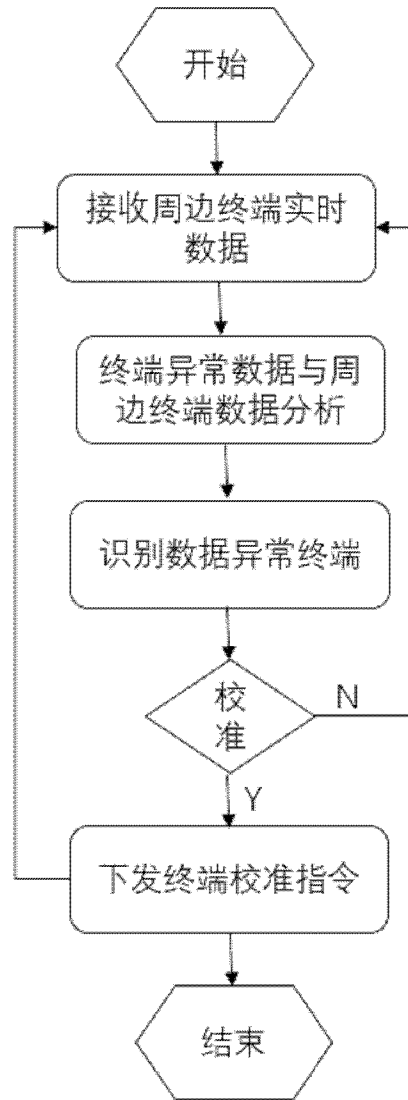 开始
接收周边终端实时
数据
终端异常数据与周
边终端数据分析
识别数据异常终端
校
准
N
Y
下发终端校准指令
结束